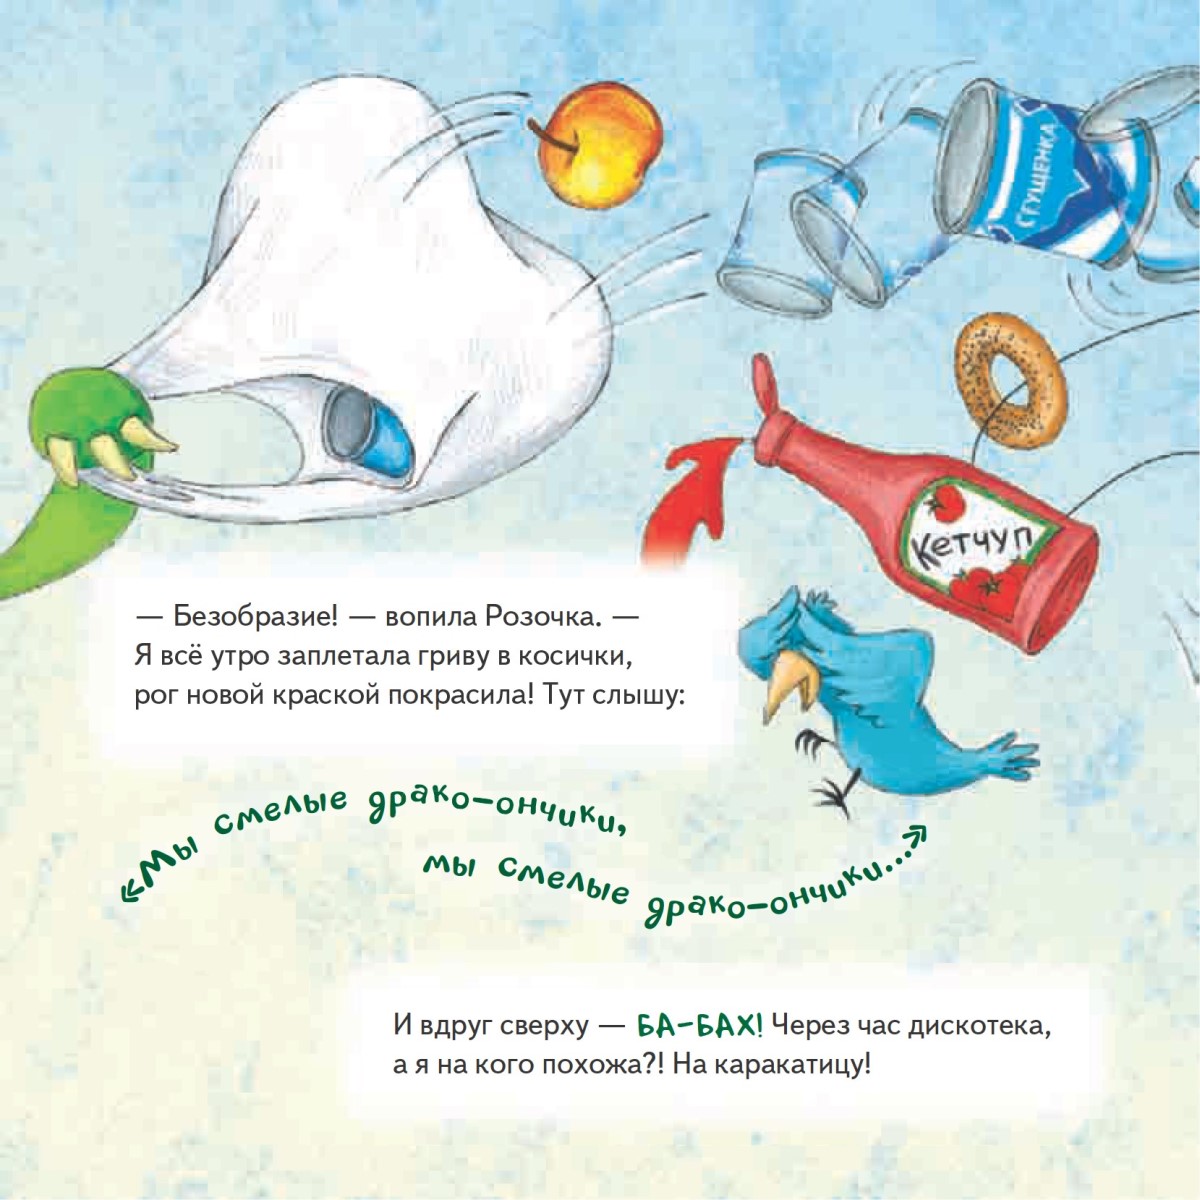 СГУЩЕНКА
Кетчуп
— Безобразие! — вопила Розочка. —
Я всё утро заплетала гриву в косички,
рог новой краской покрасила! Тут слышу:
Мы смелые драко-ончики,
мы смелые драко-ончики...
И вдруг сверху — БА-БАХ! Через час дискотека,
а я на кого похожа?! На каракатицу!